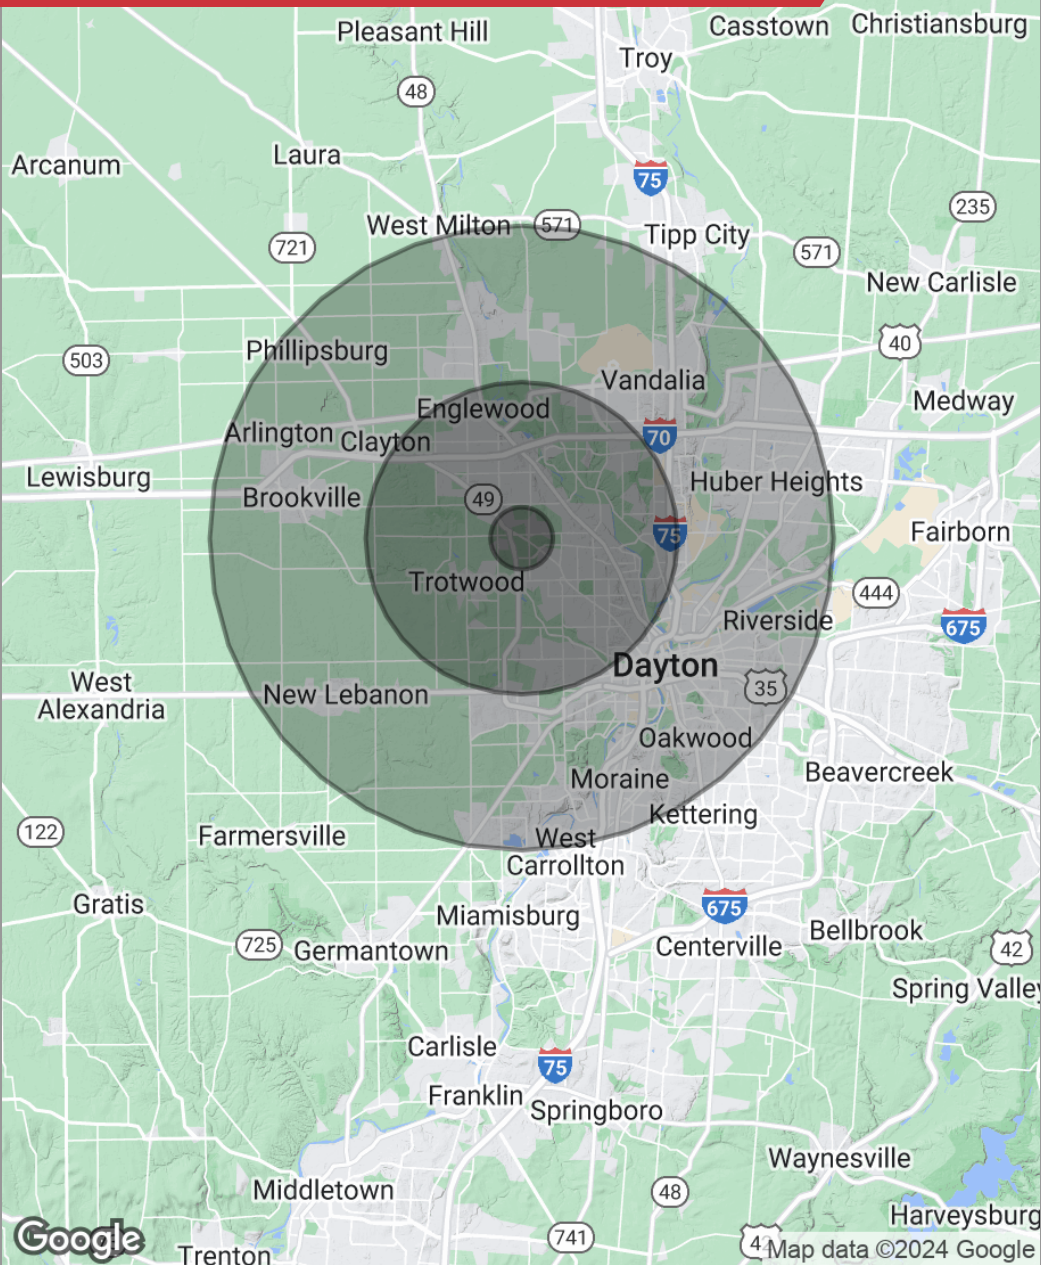 Pleasant Hill
Casstown
Christiansburg
Troy
48
Arcanum
Laura
75
235
West Milton
571
Tipp City
721
571
New Carlisle
503
Phillipsburg
40
Vandalia
Englewood
Medway
Arlington
Clayton
70
Lewisburg
Brookville
49
Huber Heights
75
Fairborn
Trotwood
444
Riverside
675
Dayton
West
Alexandria
New Lebanon
35
Oakwood
Moraine
Beavercreek
Kettering
122
Farmersville
West
Carrollton
Gratis
675
Miamisburg
725
Germantown
Centerville
Bellbrook
42
Spring Valley
Carlisle
75
Franklin
Springboro
Waynesville
Middletown
48
Harveysburg
Google
Trenton
741
42
Map data ©2024 Google